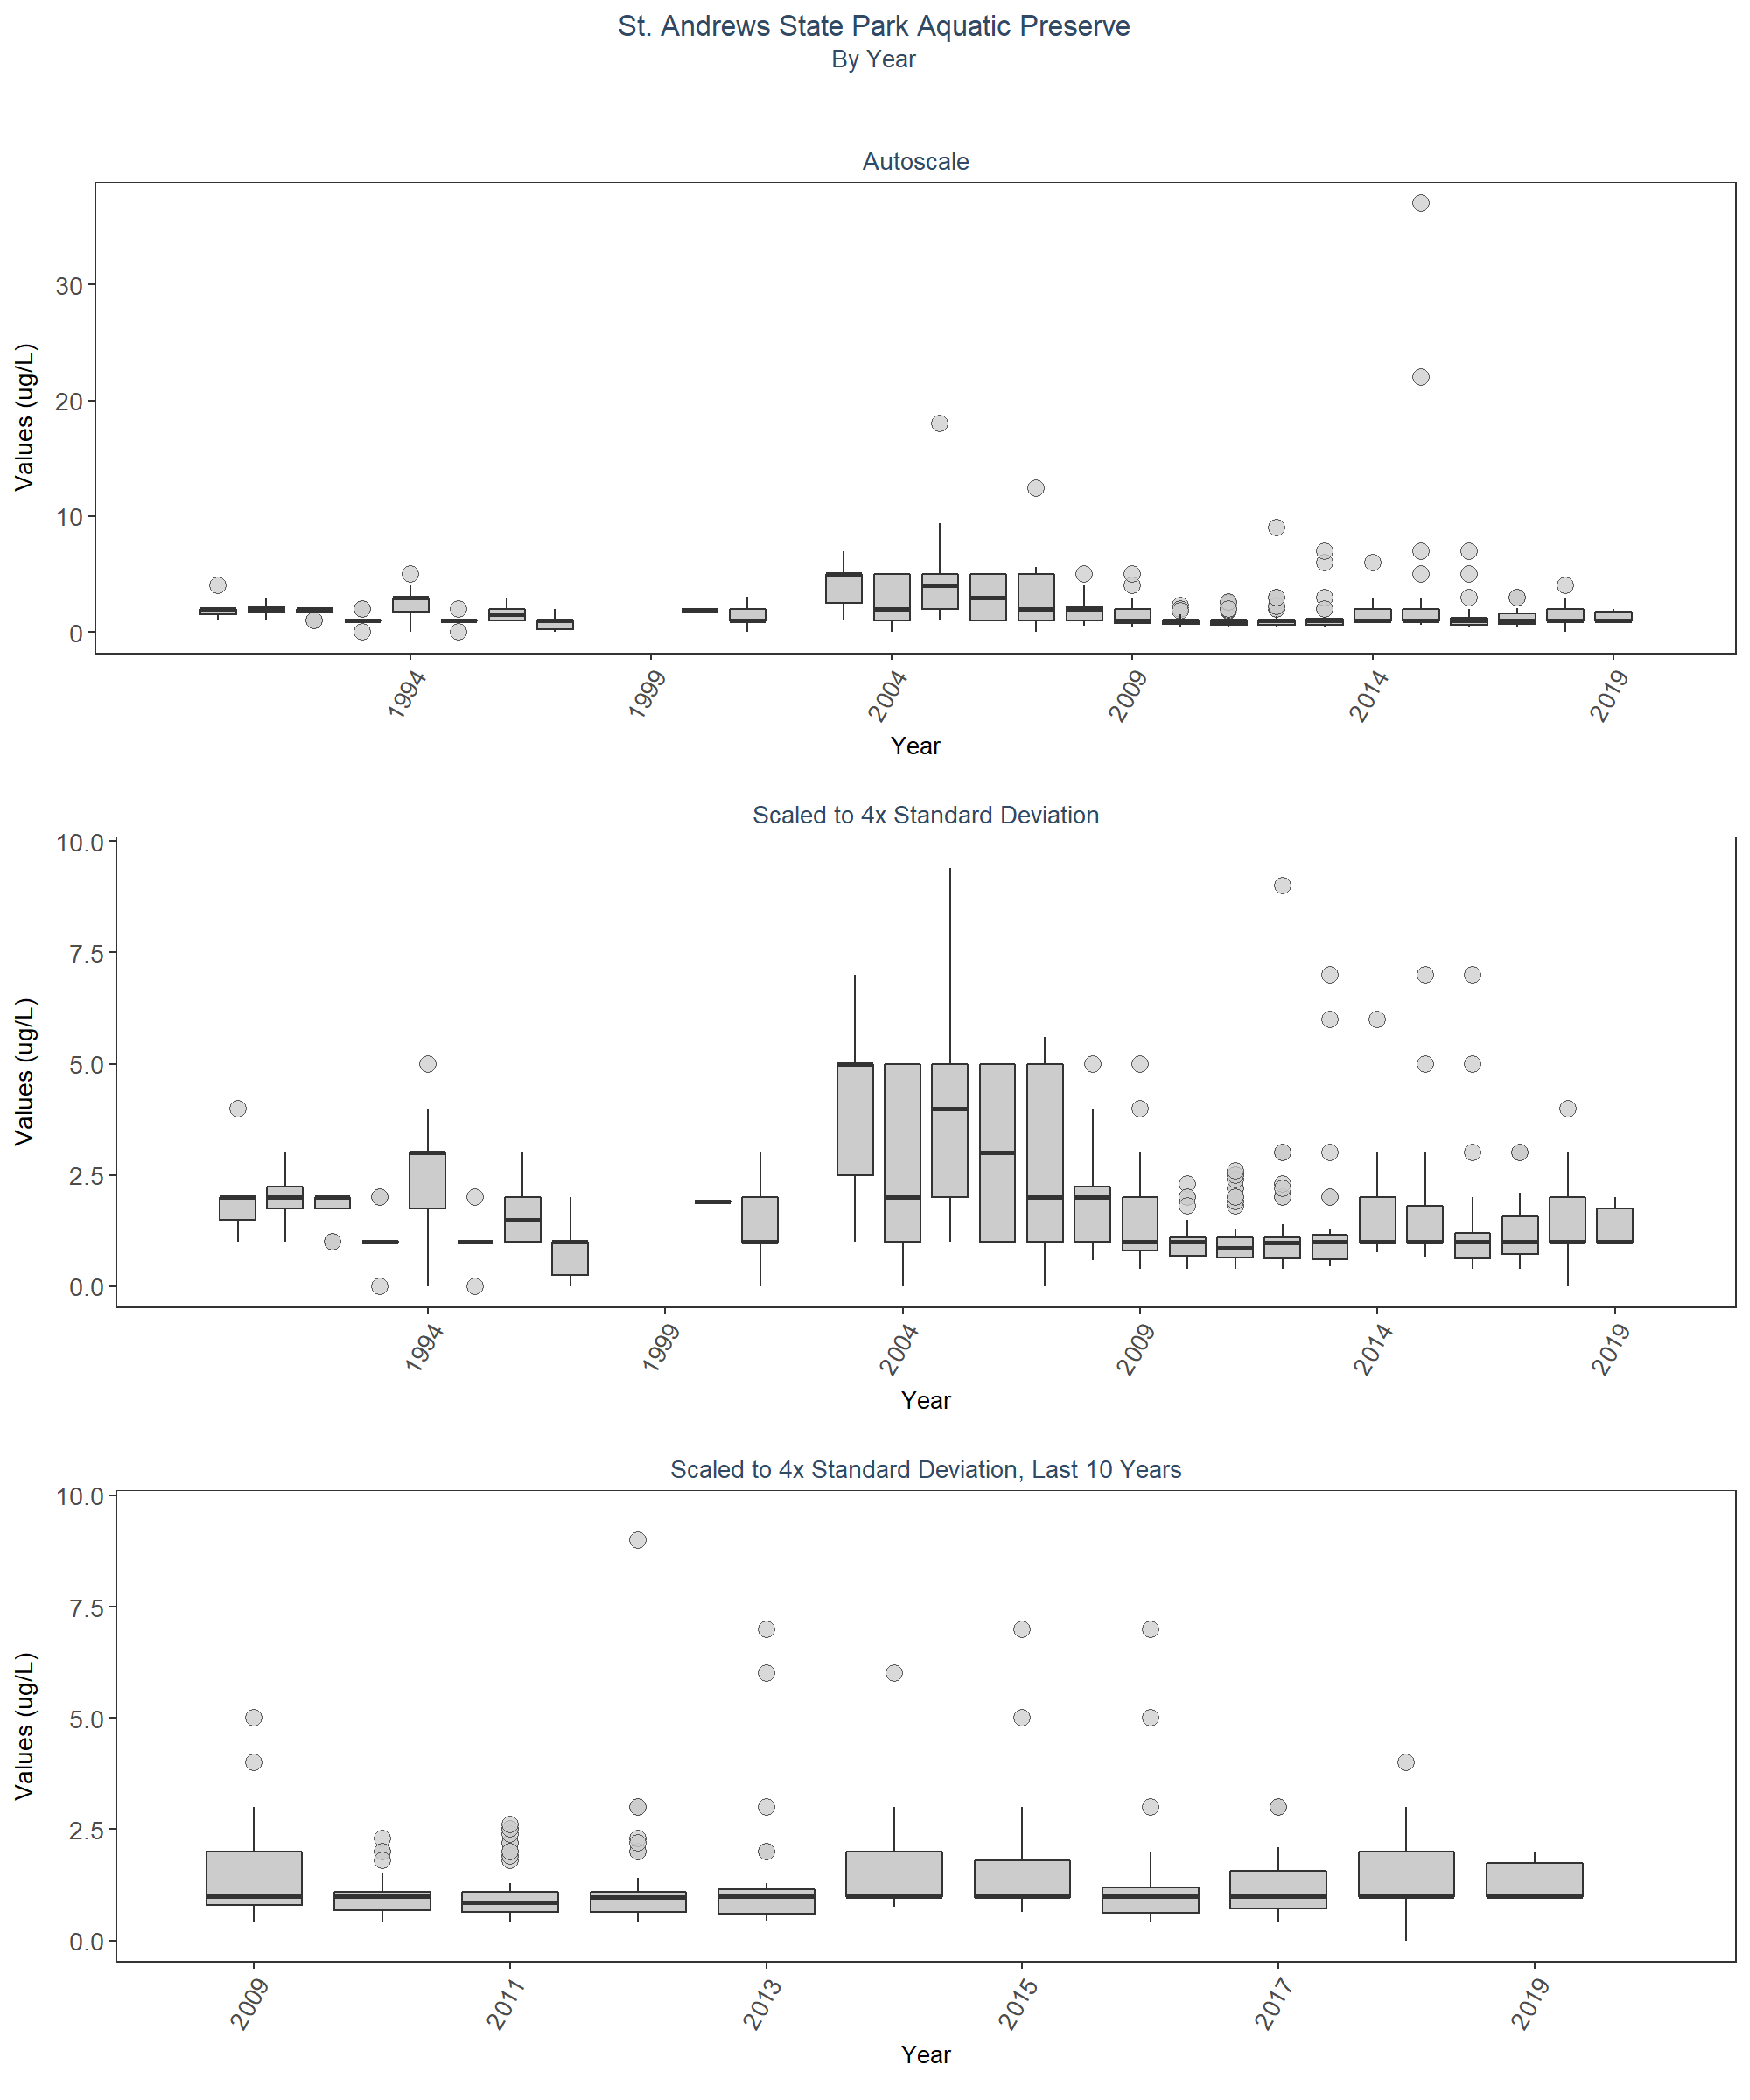 St. Andrews State Park Aquatic Preserve
By Year
Autoscale
Values (ug/L)
30
20
10
0
1994
1999
2004
2009
2014
2019
Year
Scaled to 4x Standard Deviation
Values (ug/L)
10.0
7.5
5.0
2.5
0.0
1994
1999
2004
2009
2014
2019
Year
Scaled to 4x Standard Deviation, Last 10 Years
Values (ug/L)
10.0
7.5
5.0
2.5
0.0
2009
2011
2013
2015
2017
2019
Year